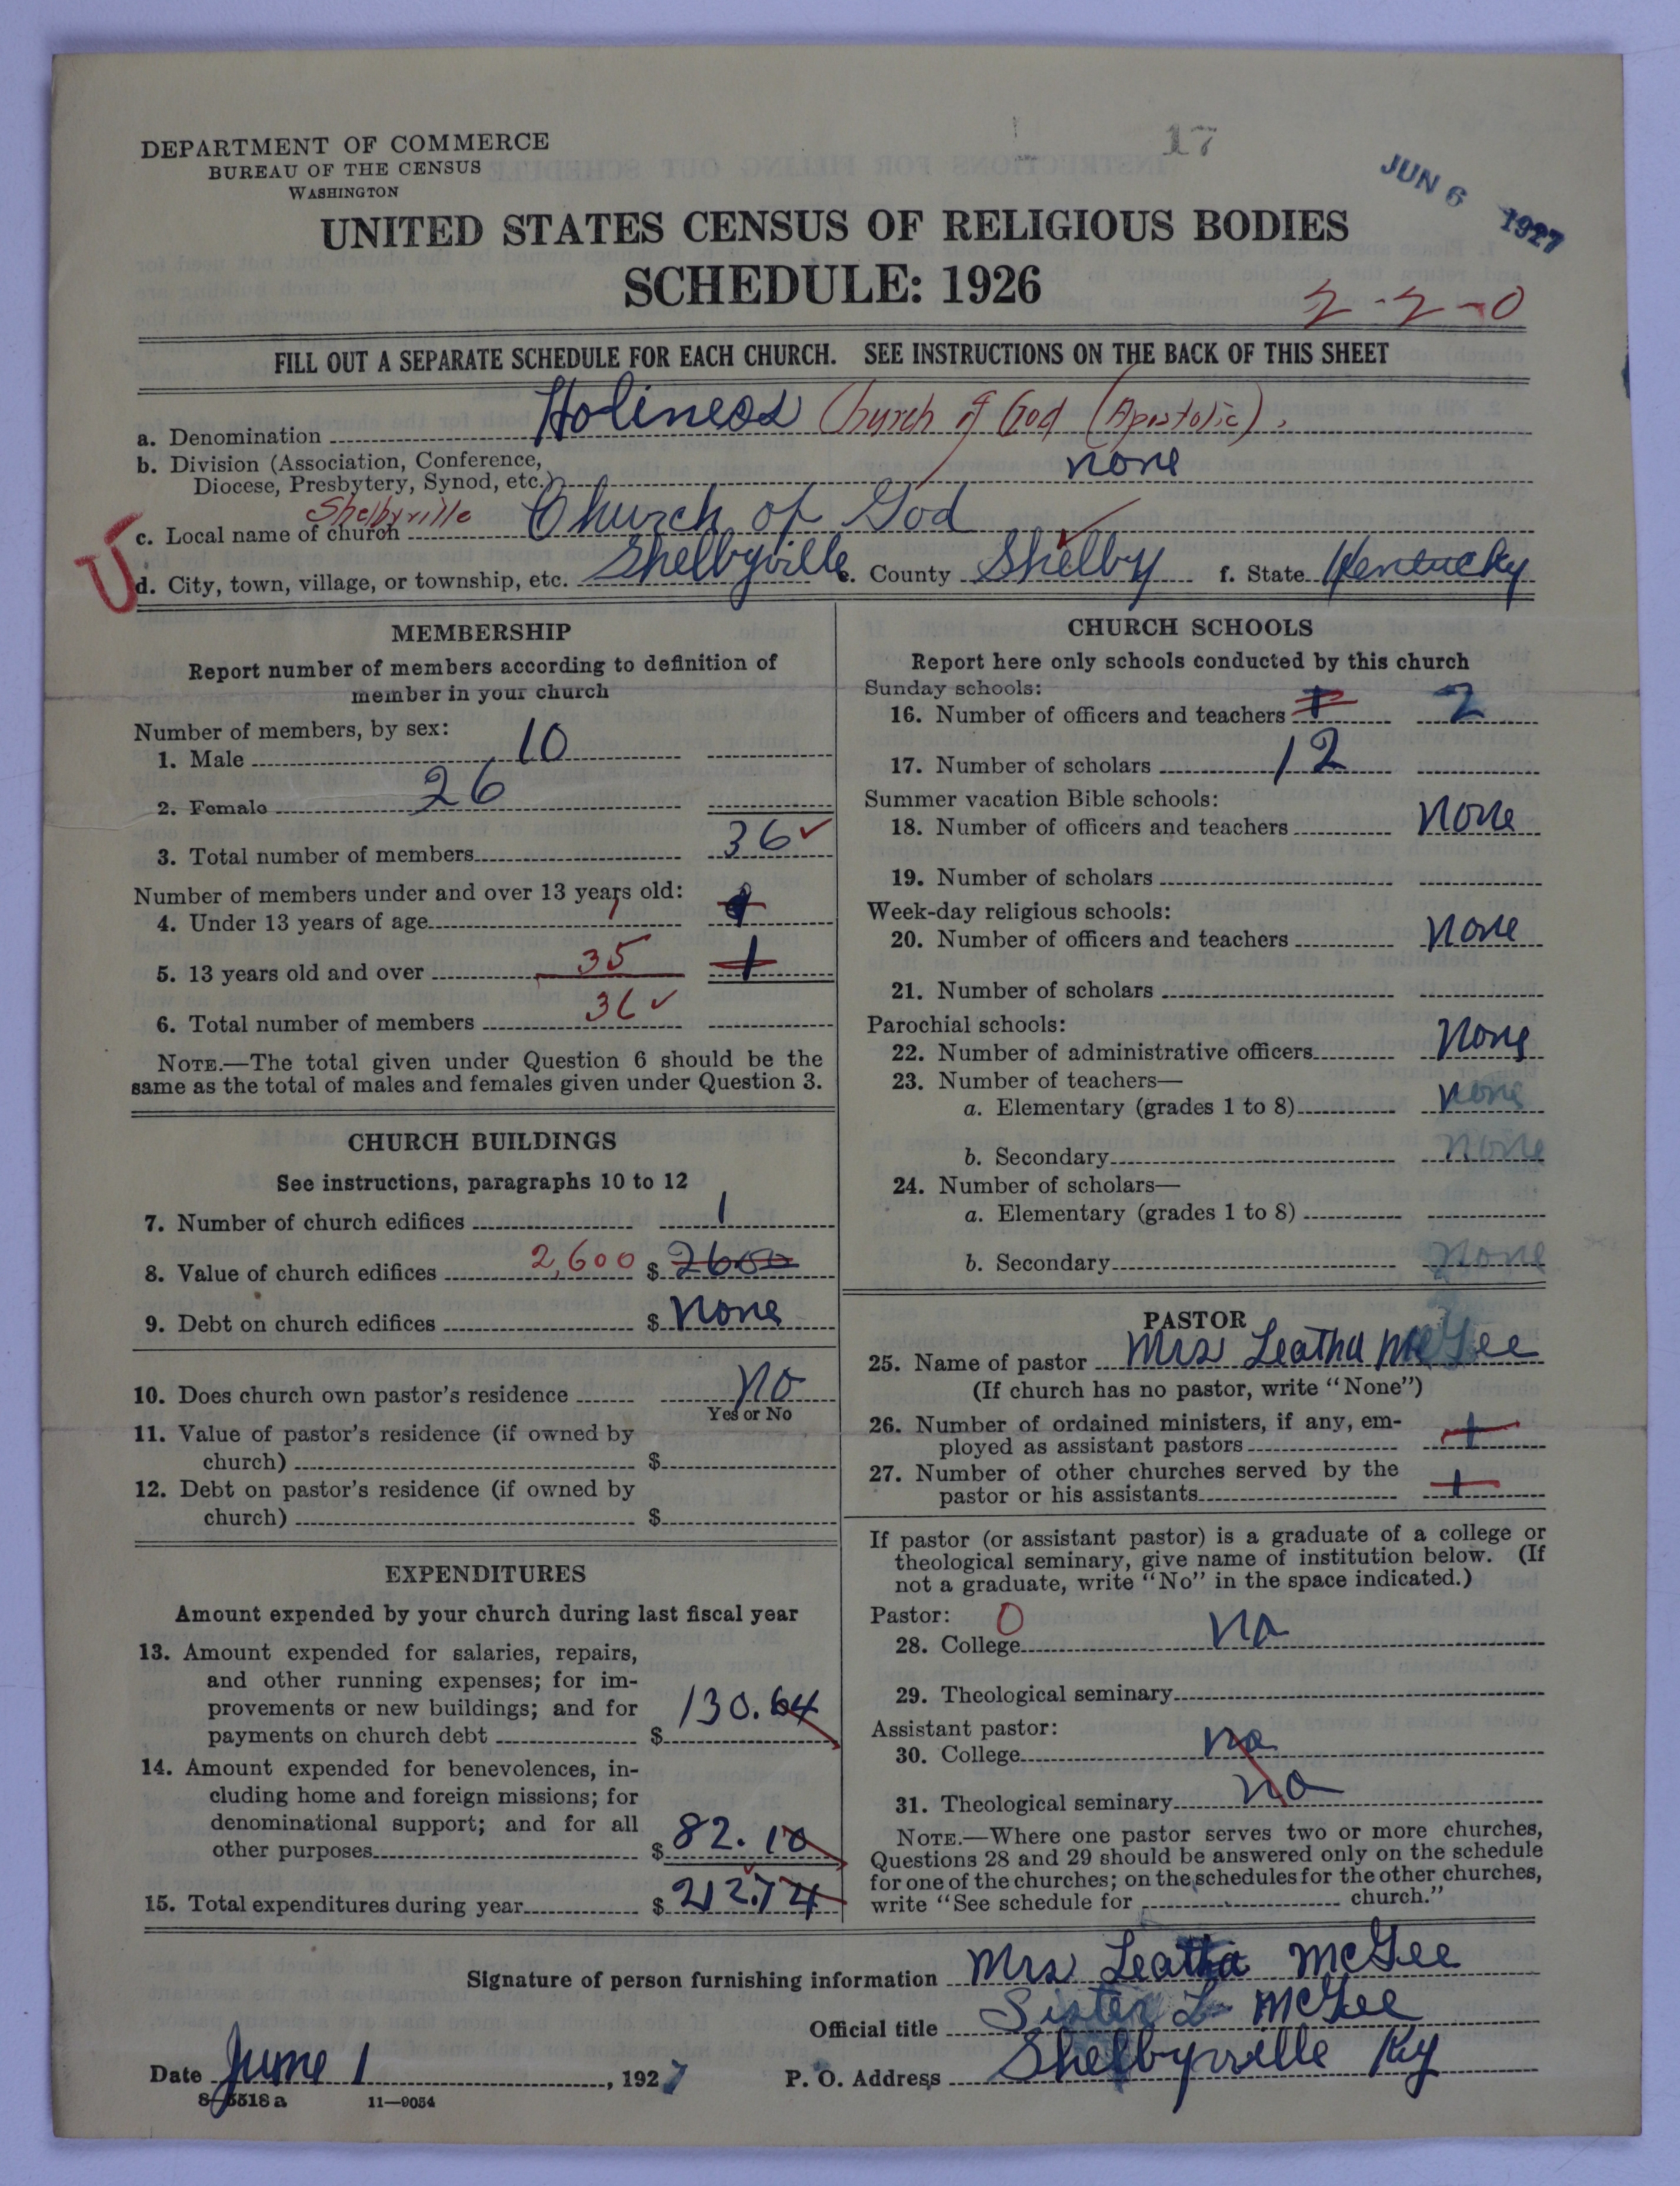 17
JUN 6 1927
DEPARTMENT OF COMMERCE
BUREAU OF THE CENSUS
WASHINGTON
UNITED STATES CENSUS OF RELIGIOUS BODIES
SCHEDULE: 1926
2-2-0
FILL OUT A SEPARATE SCHEDULE FOR EACH CHURCH. SEE INSTRUCTIONS ON THE BACK OF THIS SHEET
a. Denomination Holiness Church of God (Apostolic)
b. Division (Association, Conference,
Diocese, Presbytery, Synod, etc.) none
c. Local name of church Shelbyville Church of God
U
d. City, town, village, or township, etc. Shelbyville e. County Shelby f. State Kentucky
MEMBERSHIP
Report number of members according to definition of
member in your church
Number of members, by sex:
1. Male 10
2. Female 26
3. Total number of members 36
Number of members under and over 13 years old:
4. Under 13 years of age 1
5. 13 years old and over 35 1
6. Total number of members 36
NOTE.—The total given under Question 6 should be the
same as the total of males and females given under Question 3.
CHURCH BUILDINGS
See instructions, paragraphs 10 to 12
7. Number of church edifices 1
8. Value of church edifices 2,600 $ 2600
9. Debt on church edifices $ none
10. Does church own pastor's residence no
Yes or No
11. Value of pastor's residence (if owned by
church) $
12. Debt on pastor's residence (if owned by
church) $
EXPENDITURES
Amount expended by your church during last fiscal year
13. Amount expended for salaries, repairs,
and other running expenses; for im-
provements or new buildings; and for
payments on church debt $ 130.64
14. Amount expended for benevolences, in-
cluding home and foreign missions; for
denominational support; and for all
other purposes $ 82.10
15. Total expenditures during year $ 212.74
CHURCH SCHOOLS
Report here only schools conducted by this church
Sunday schools:
16. Number of officers and teachers 1 2
17. Number of scholars 12
Summer vacation Bible schools:
18. Number of officers and teachers none
19. Number of scholars
Week-day religious schools:
20. Number of officers and teachers none
21. Number of scholars
Parochial schools:
22. Number of administrative officers none
23. Number of teachers—
a. Elementary (grades 1 to 8) none
b. Secondary none
24. Number of scholars—
a. Elementary (grades 1 to 8)
b. Secondary none
PASTOR
25. Name of pastor Mrs Leatha McGee
(If church has no pastor, write "None")
26. Number of ordained ministers, if any, em-
ployed as assistant pastors 1
27. Number of other churches served by the
pastor or his assistants 1
If pastor (or assistant pastor) is a graduate of a college or
theological seminary, give name of institution below. (If
not a graduate, write "No" in the space indicated.)
Pastor: 0
28. College no
29. Theological seminary
Assistant pastor:
30. College no
31. Theological seminary no
NOTE.—Where one pastor serves two or more churches,
Questions 28 and 29 should be answered only on the schedule
for one of the churches; on the schedules for the other churches,
write "See schedule for church."
Signature of person furnishing information Mrs Leatha McGee
Official title Sister L McGee
Date June 1, 1927 P. O. Address Shelbyville Ky
8-5518 a 11—9054